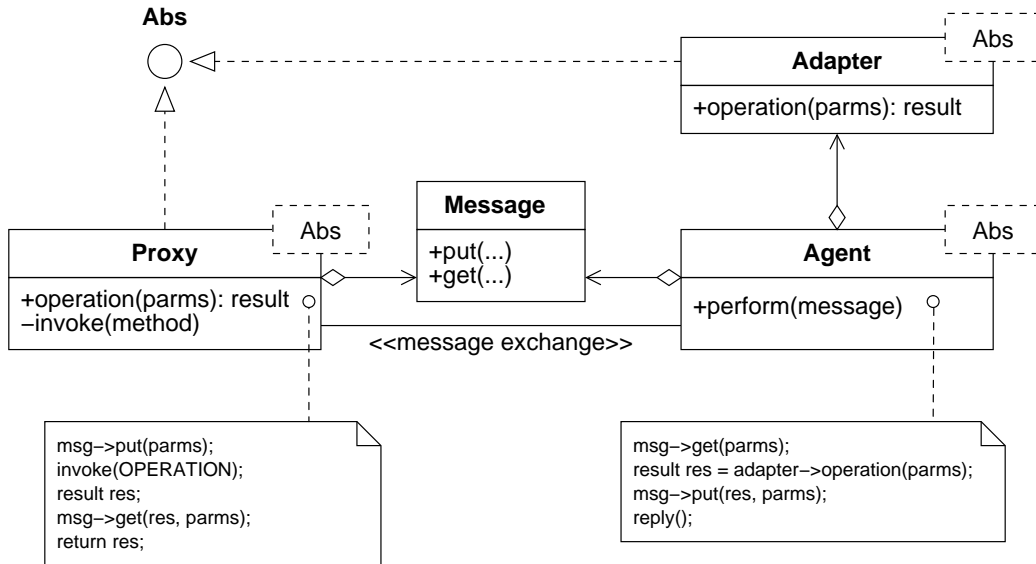 Abs
Abs
Adapter
+operation(parms): result
Message
+put(...)
+get(...)
Abs
Proxy
+operation(parms): result
−invoke(method)
Abs
Agent
+perform(message)
<<message exchange>>
msg−>put(parms);
invoke(OPERATION);
result res;
msg−>get(res, parms);
return res;
msg−>get(parms);
result res = adapter−>operation(parms);
msg−>put(res, parms);
reply();